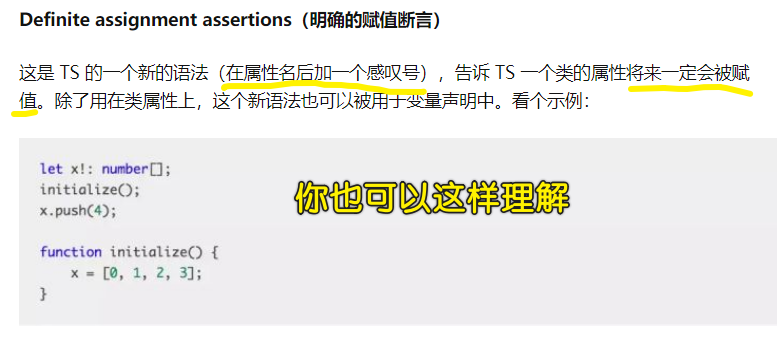 Definite assignment assertions（明确的赋值断言）
这是 TS 的一个新的语法（在属性名后加一个感叹号），告诉 TS 一个类的属性将来一定会被赋
值。除了用在类属性上，这个新语法也可以被用于变量声明中。看个示例：
let x!: number[];
initialize();
x.push(4);
你也可以这样理解
function initialize() {
    x = [0, 1, 2, 3];
}